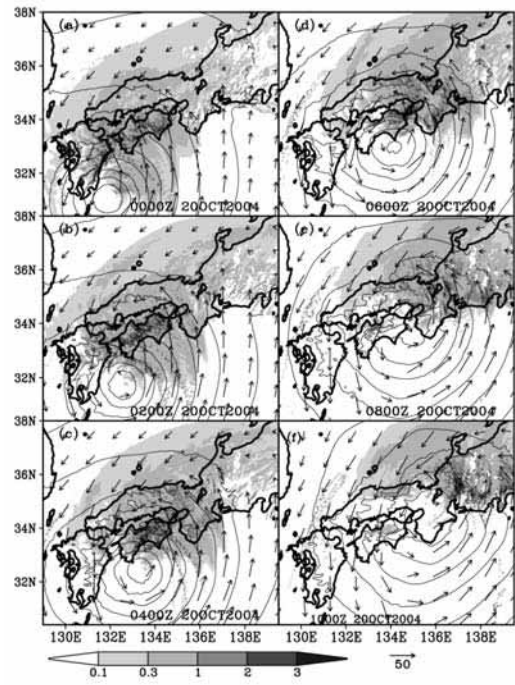 38N
36N
34N
32N
38N
36N
34N
32N
38N
36N
34N
32N
(a)
0000Z 20OCT2004
(b)
0200Z 20OCT2004
(c)
0400Z 20OCT2004
(d)
0600Z 20OCT2004
(e)
0800Z 20OCT2004
(f)
1000Z 20OCT2004
130E 132E 134E 136E 138E 130E 132E 134E 136E 138E
0.1 0.3 1 2 3
50